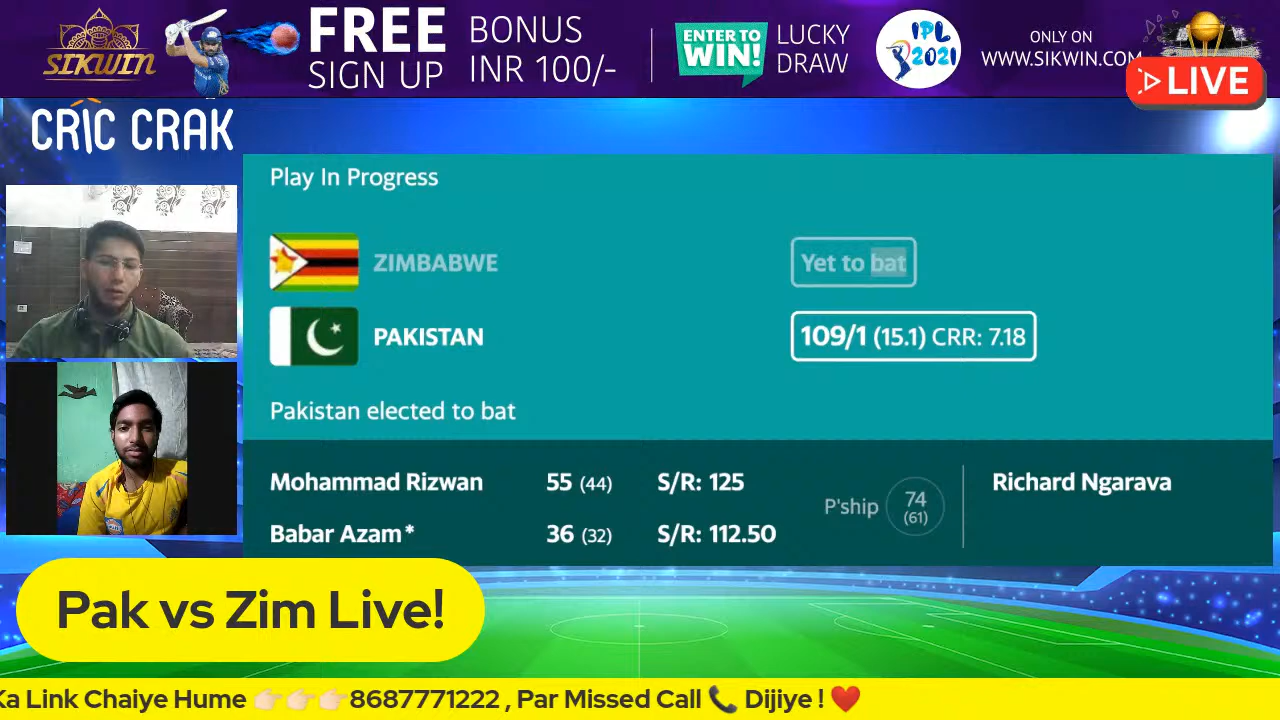 SIKWIN
FREE
SIGN UP
BONUS
INR 100/-
ENTER TO
WIN!
LUCKY
DRAW
IPL
2021
ONLY ON
WWW.SIKWIN.COM
LIVE
CRIC CRAK
Play In Progress
ZIMBABWE Yet to bat
PAKISTAN 109/1 (15.1) CRR: 7.18
Pakistan elected to bat
Mohammad Rizwan 55 (44) S/R: 125
Babar Azam* 36 (32) S/R: 112.50
P'ship 74
(61)
Richard Ngarava
Pak vs Zim Live!
Ka Link Chaiye Hume 👉🏻👉🏻👉🏻8687771222 , Par Missed Call 📞 Dijiye ! ❤️